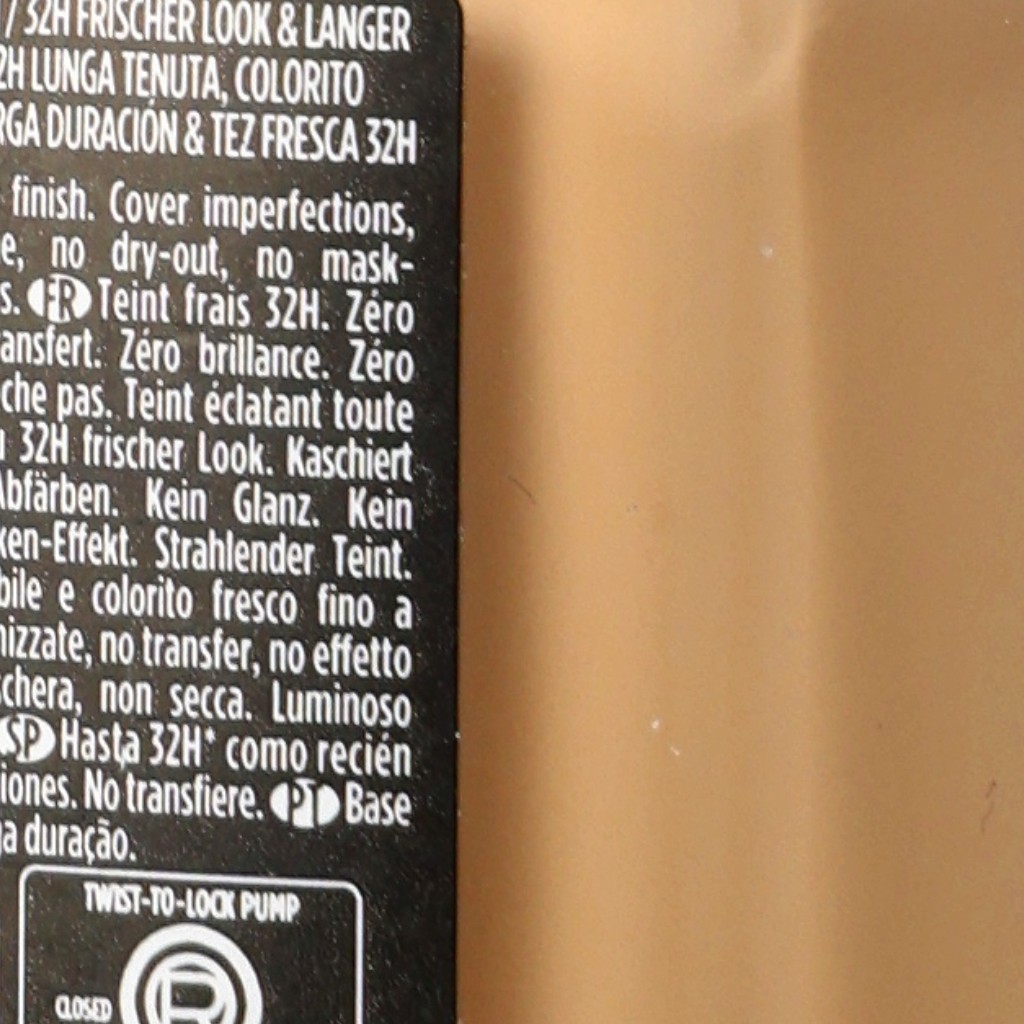 / 32H FRISCHER LOOK & LANGER
2H LUNGA TENUTA, COLORITO
RGA DURACIÓN & TEZ FRESCA 32H
finish. Cover imperfections,
e, no dry-out, no mask-
s. FR Teint frais 32H. Zéro
ansfert. Zéro brillance. Zéro
che pas. Teint éclatant toute
u 32H frischer Look. Kaschiert
Abfärben. Kein Glanz. Kein
ken-Effekt. Strahlender Teint.
bile e colorito fresco fino a
nizzate, no transfer, no effetto
schera, non secca. Luminoso
SP Hasta 32H* como recién
iones. No transfiere. PT Base
ga duração.
TWIST-TO-LOCK PUMP
CLOSED